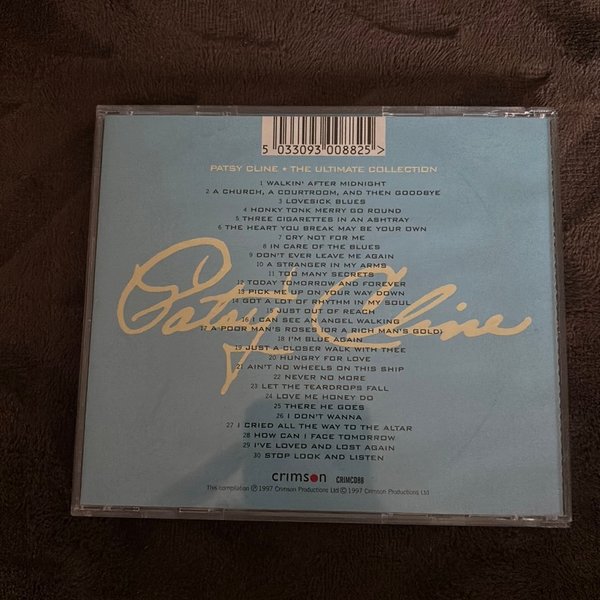 5 033093 008825 >
PATSY CLINE • THE ULTIMATE COLLECTION
1 WALKIN' AFTER MIDNIGHT
2 A CHURCH, A COURTROOM, AND THEN GOODBYE
3 LOVESICK BLUES
4 HONKY TONK MERRY GO ROUND
5 THREE CIGARETTES IN AN ASHTRAY
6 THE HEART YOU BREAK MAY BE YOUR OWN
7 CRY NOT FOR ME
8 IN CARE OF THE BLUES
9 DON'T EVER LEAVE ME AGAIN
10 A STRANGER IN MY ARMS
11 TOO MANY SECRETS
12 TODAY TOMORROW AND FOREVER
13 PICK ME UP ON YOUR WAY DOWN
14 GOT A LOT OF RHYTHM IN MY SOUL
15 JUST OUT OF REACH
16 I CAN SEE AN ANGEL WALKING
17 A POOR MAN'S ROSES (OR A RICH MAN'S GOLD)
18 I'M BLUE AGAIN
19 JUST A CLOSER WALK WITH THEE
20 HUNGRY FOR LOVE
21 AIN'T NO WHEELS ON THIS SHIP
22 NEVER NO MORE
23 LET THE TEARDROPS FALL
24 LOVE ME HONEY DO
25 THERE HE GOES
26 I DON'T WANNA
27 I CRIED ALL THE WAY TO THE ALTAR
28 HOW CAN I FACE TOMORROW
29 I'VE LOVED AND LOST AGAIN
30 STOP LOOK AND LISTEN
Patsy Cline
crimson CRIMCD88
This compilation ℗ 1997 Crimson Productions Ltd © 1997 Crimson Productions Ltd